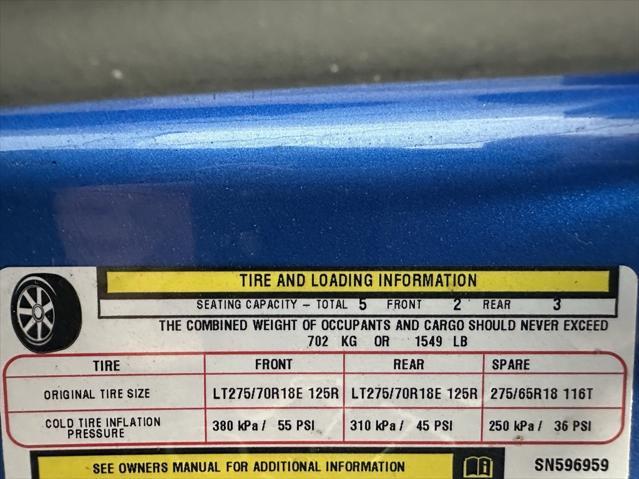 TIRE AND LOADING INFORMATION
SEATING CAPACITY – TOTAL 5 FRONT 2 REAR 3
THE COMBINED WEIGHT OF OCCUPANTS AND CARGO SHOULD NEVER EXCEED
702 KG OR 1549 LB
TIRE FRONT REAR SPARE
ORIGINAL TIRE SIZE LT275/70R18E 125R LT275/70R18E 125R 275/65R18 116T
COLD TIRE INFLATION PRESSURE 380 kPa / 55 PSI 310 kPa / 45 PSI 250 kPa / 36 PSI
SEE OWNERS MANUAL FOR ADDITIONAL INFORMATION SN596959